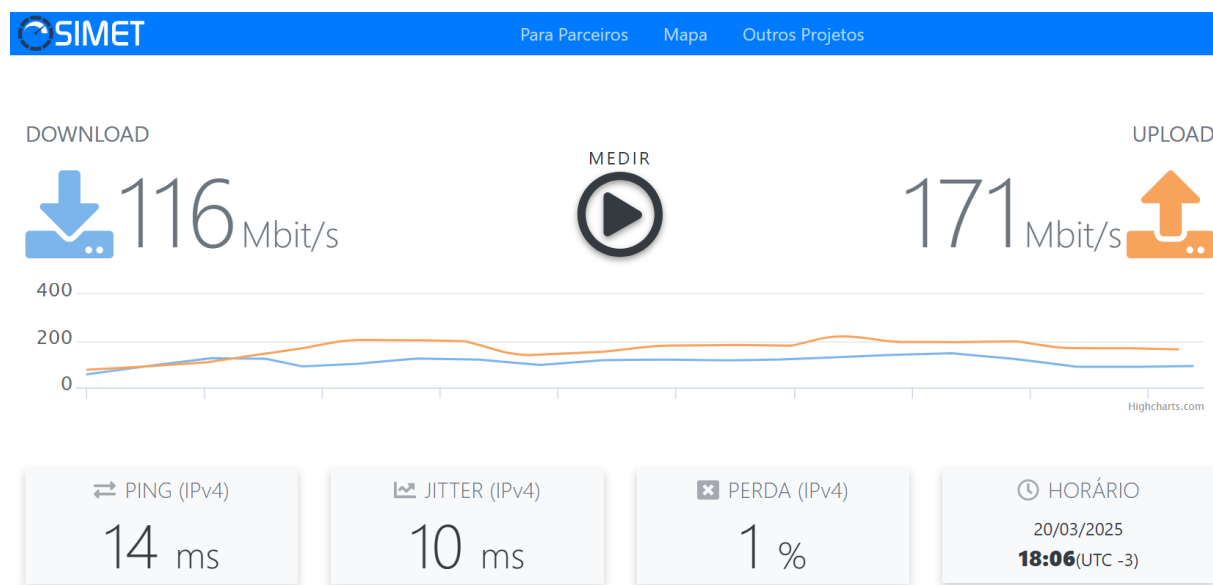 SIMET
Para Parceiros Mapa Outros Projetos
DOWNLOAD
UPLOAD
MEDIR
116 Mbit/s
171 Mbit/s
400
200
0
Highcharts.com
PING (IPv4)
14 ms
JITTER (IPv4)
10 ms
PERDA (IPv4)
1 %
HORÁRIO
20/03/2025
18:06(UTC -3)